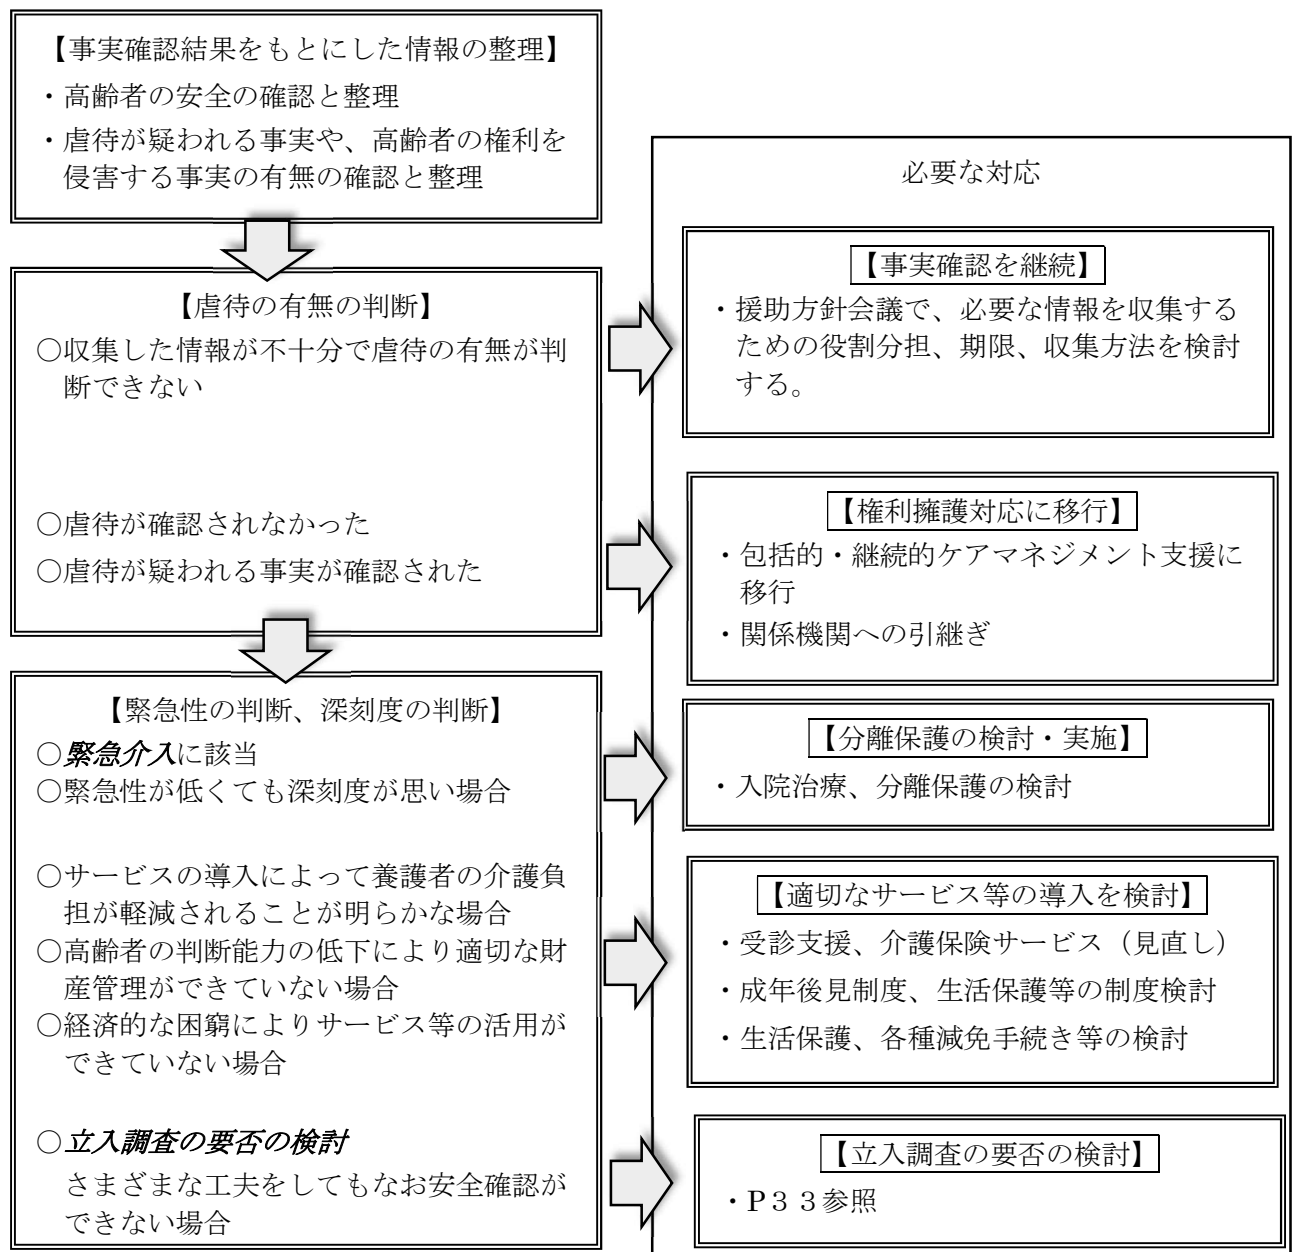 【事実確認結果をもとにした情報の整理】
・高齢者の安全の確認と整理
・虐待が疑われる事実や、高齢者の権利を
侵害する事実の有無の確認と整理
【虐待の有無の判断】
○収集した情報が不十分で虐待の有無が判
断できない
○虐待が確認されなかった
○虐待が疑われる事実が確認された
【緊急性の判断、深刻度の判断】
○緊急介入に該当
○緊急性が低くても深刻度が思い場合
○サービスの導入によって養護者の介護負
担が軽減されることが明らかな場合
○高齢者の判断能力の低下により適切な財
産管理ができていない場合
○経済的な困窮によりサービス等の活用が
できていない場合
○立入調査の要否の検討
さまざまな工夫をしてもなお安全確認が
できない場合
必要な対応
【事実確認を継続】
・援助方針会議で、必要な情報を収集する
ための役割分担、期限、収集方法を検討
する。
【権利擁護対応に移行】
・包括的・継続的ケアマネジメント支援に
移行
・関係機関への引継ぎ
【分離保護の検討・実施】
・入院治療、分離保護の検討
【適切なサービス等の導入を検討】
・受診支援、介護保険サービス（見直し）
・成年後見制度、生活保護等の制度検討
・生活保護、各種減免手続き等の検討
【立入調査の要否の検討】
・P３３参照